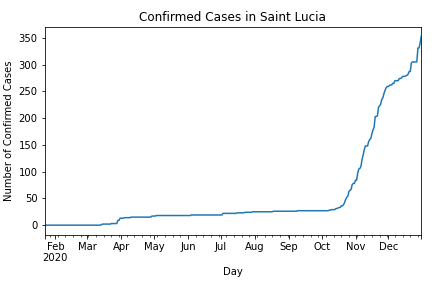 Confirmed Cases in Saint Lucia
350
300
250
200
150
100
50
0
Number of Confirmed Cases
Feb Mar Apr May Jun Jul Aug Sep Oct Nov Dec
2020
Day